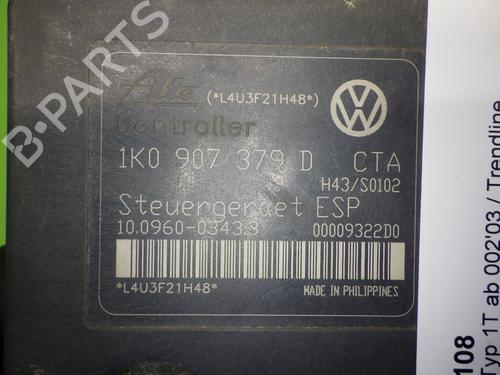 Ate (*L4U3F21H48*)
Controller
1K0 907 379 D CTA
H43/S0102
Steuergeraet ESP
10.0960-0343.3 00009322D0
*L4U3F21H48* MADE IN PHILIPPINES
B-Parts
108
Typ 1T ab 002'03 / Trendline